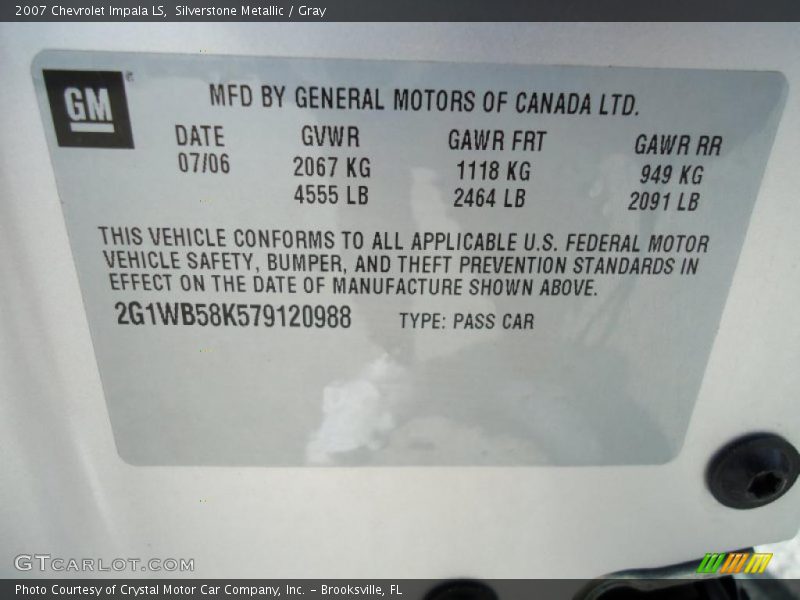 2007 Chevrolet Impala LS,  Silverstone Metallic / Gray
GM
MFD BY GENERAL MOTORS OF CANADA LTD.
DATE GVWR GAWR FRT GAWR RR
07/06 2067 KG 1118 KG 949 KG
4555 LB 2464 LB 2091 LB
THIS VEHICLE CONFORMS TO ALL APPLICABLE U.S. FEDERAL MOTOR
VEHICLE SAFETY, BUMPER, AND THEFT PREVENTION STANDARDS IN
EFFECT ON THE DATE OF MANUFACTURE SHOWN ABOVE.
2G1WB58K579120988 TYPE: PASS CAR
GTCARLOT.COM
Photo Courtesy of Crystal Motor Car Company, Inc. – Brooksville, FL